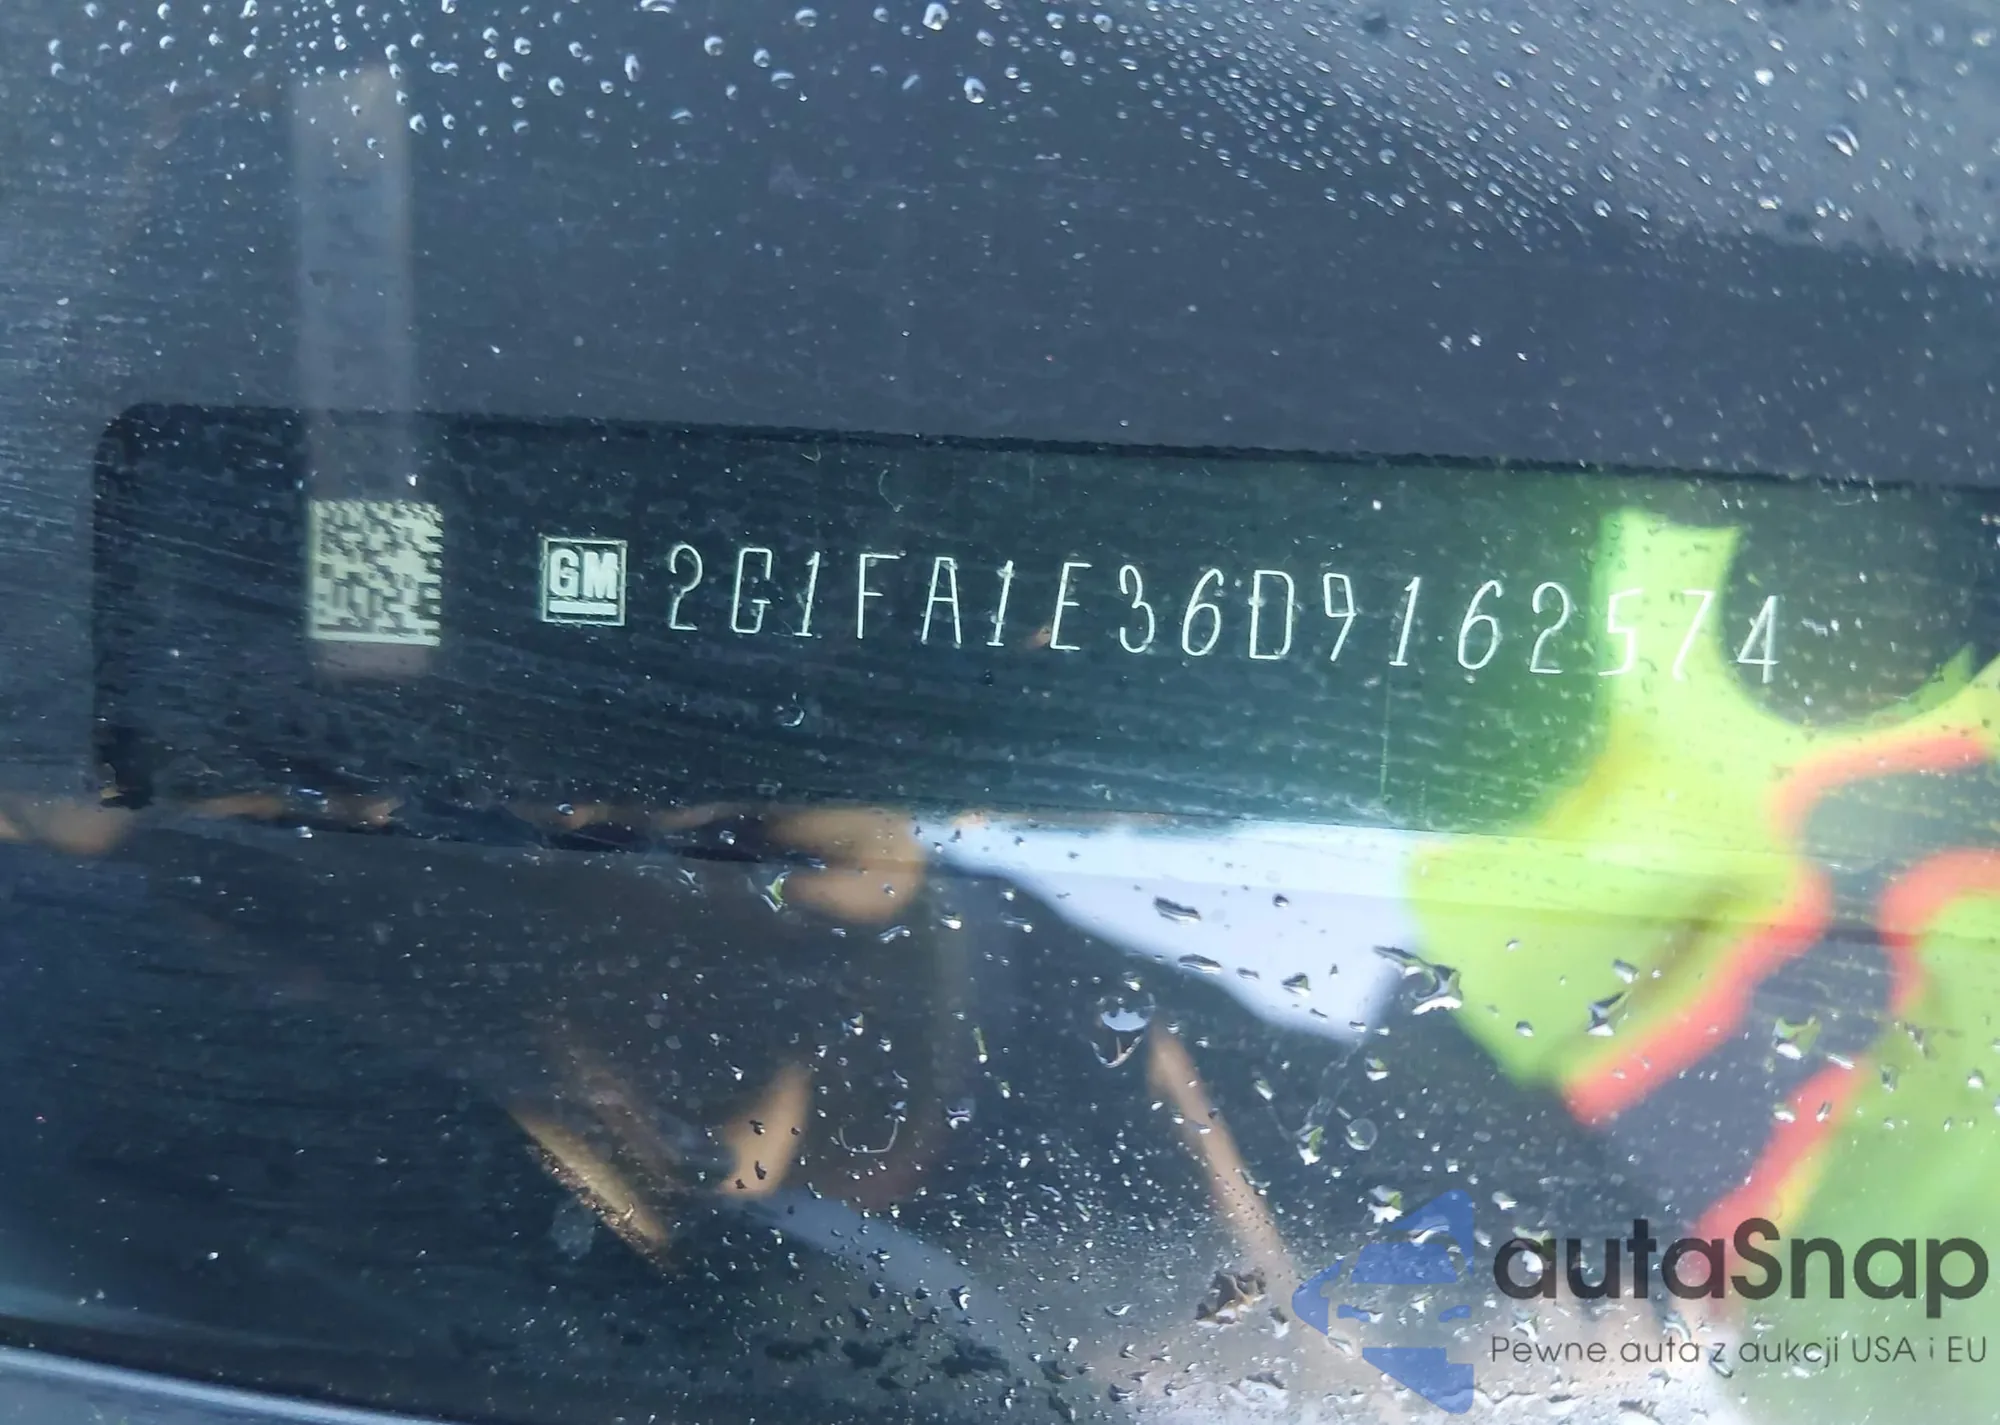 GM 2G1FA1E36D9162574
autaSnap
Pewne auta z aukcji USA i EU